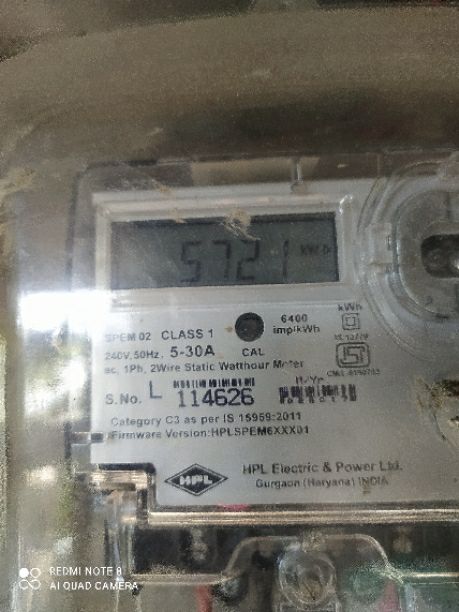 5721
kWh
6400
imp/kWh
SPEM 02 CLASS 1
240V, 50Hz, 5-30A CAL
ac, 1Ph, 2Wire Static Watthour Meter
S.No. L 114626
Category C3 as per IS 15959:2011
Firmware Version:HPLSPEM6XXX01
HPL
HPL Electric & Power Ltd.
Gurgaon (Haryana) INDIA
REDMI NOTE 8
AI QUAD CAMERA